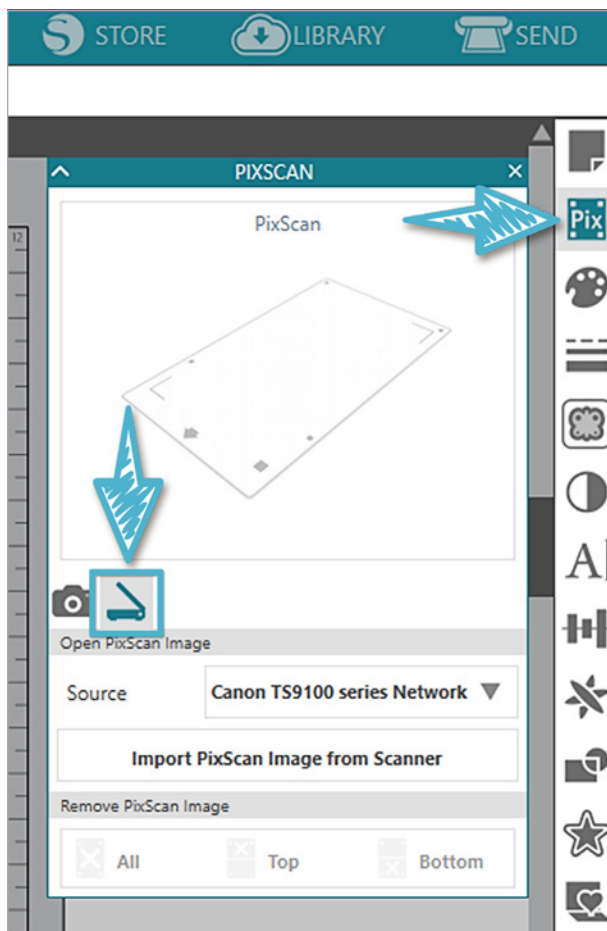 STORE LIBRARY SEND
PIXSCAN
PixScan
Pix
12
Open PixScan Image
Source Canon TS9100 series Network
Import PixScan Image from Scanner
Remove PixScan Image
All Top Bottom